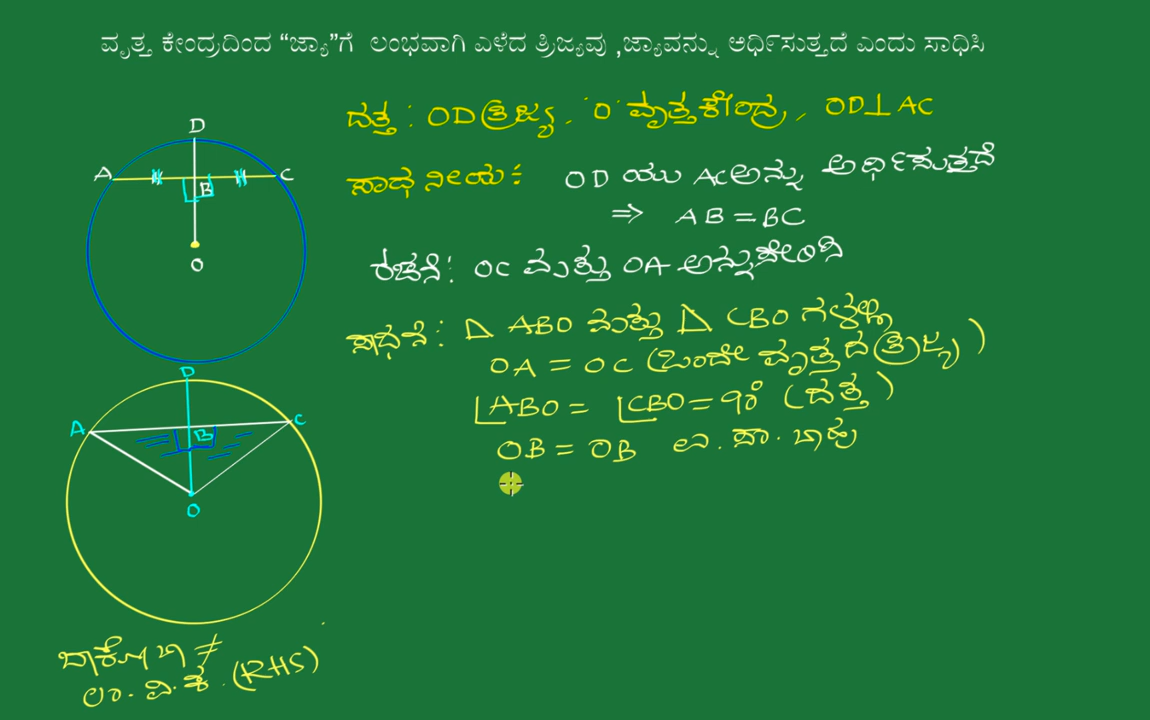 ವೃತ್ತ ಕೇಂದ್ರದಿಂದ “ಜ್ಯಾ”ಗೆ ಲಂಭವಾಗಿ ಎಳೆದ ತ್ರಿಜ್ಯವು ,ಜ್ಯಾವನ್ನು ಅರ್ಧಿಸುತ್ತದೆ ಎಂದು ಸಾಧಿಸಿ
ದತ್ತ : OD ತ್ರಿಜ್ಯ, 'O' ವೃತ್ತಕೇಂದ್ರ, OD⊥AC
ಸಾಧನೀಯ: OD ಯು AC ಅನ್ನು ಅರ್ಧಿಸುತ್ತದೆ
⇒ AB = BC
ರಚನೆ: OC ಮತ್ತು OA ಅನ್ನು ಸೇರಿಸಿ
ಸಾಧನೆ: △ ABO ಮತ್ತು △ CBO ಗಳಲ್ಲಿ
OA = OC (ಒಂದೇ ವೃತ್ತದ ತ್ರಿಜ್ಯ)
∠ABO = ∠CBO = 90° (ದತ್ತ)
OB = OB ಉ. ಸಾ. ಬಾಹು
D
A
C
B
O
D
A
C
B
O
ಲಂ. ವಿ. ಕ. (RHS)